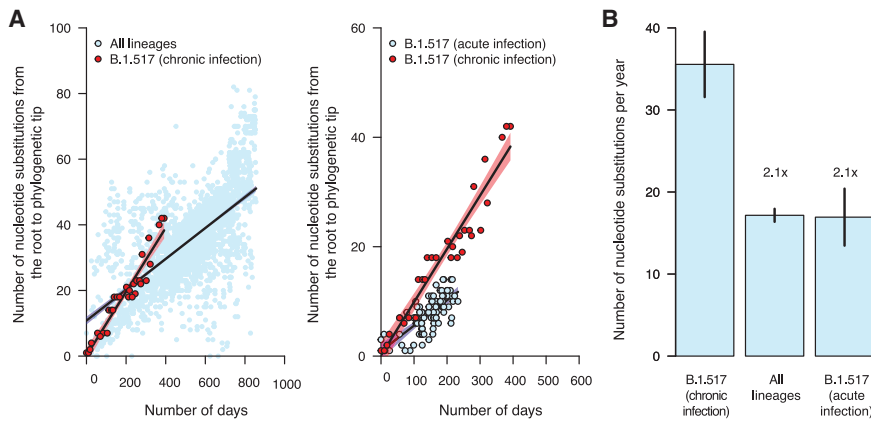 A
All lineages
B.1.517 (chronic infection)
Number of nucleotide substitutions from
the root to phylogenetic tip
100
80
60
40
20
0
0 200 400 600 800 1000
Number of days
B.1.517 (acute infection)
B.1.517 (chronic infection)
Number of nucleotide substitutions from
the root to phylogenetic tip
60
40
20
0
0 100 200 300 400 500 600
Number of days
B
Number of nucleotide substitutions per year
40
30
20
10
0
2.1x
2.1x
B.1.517
(chronic
infection)
All
lineages
B.1.517
(acute
infection)